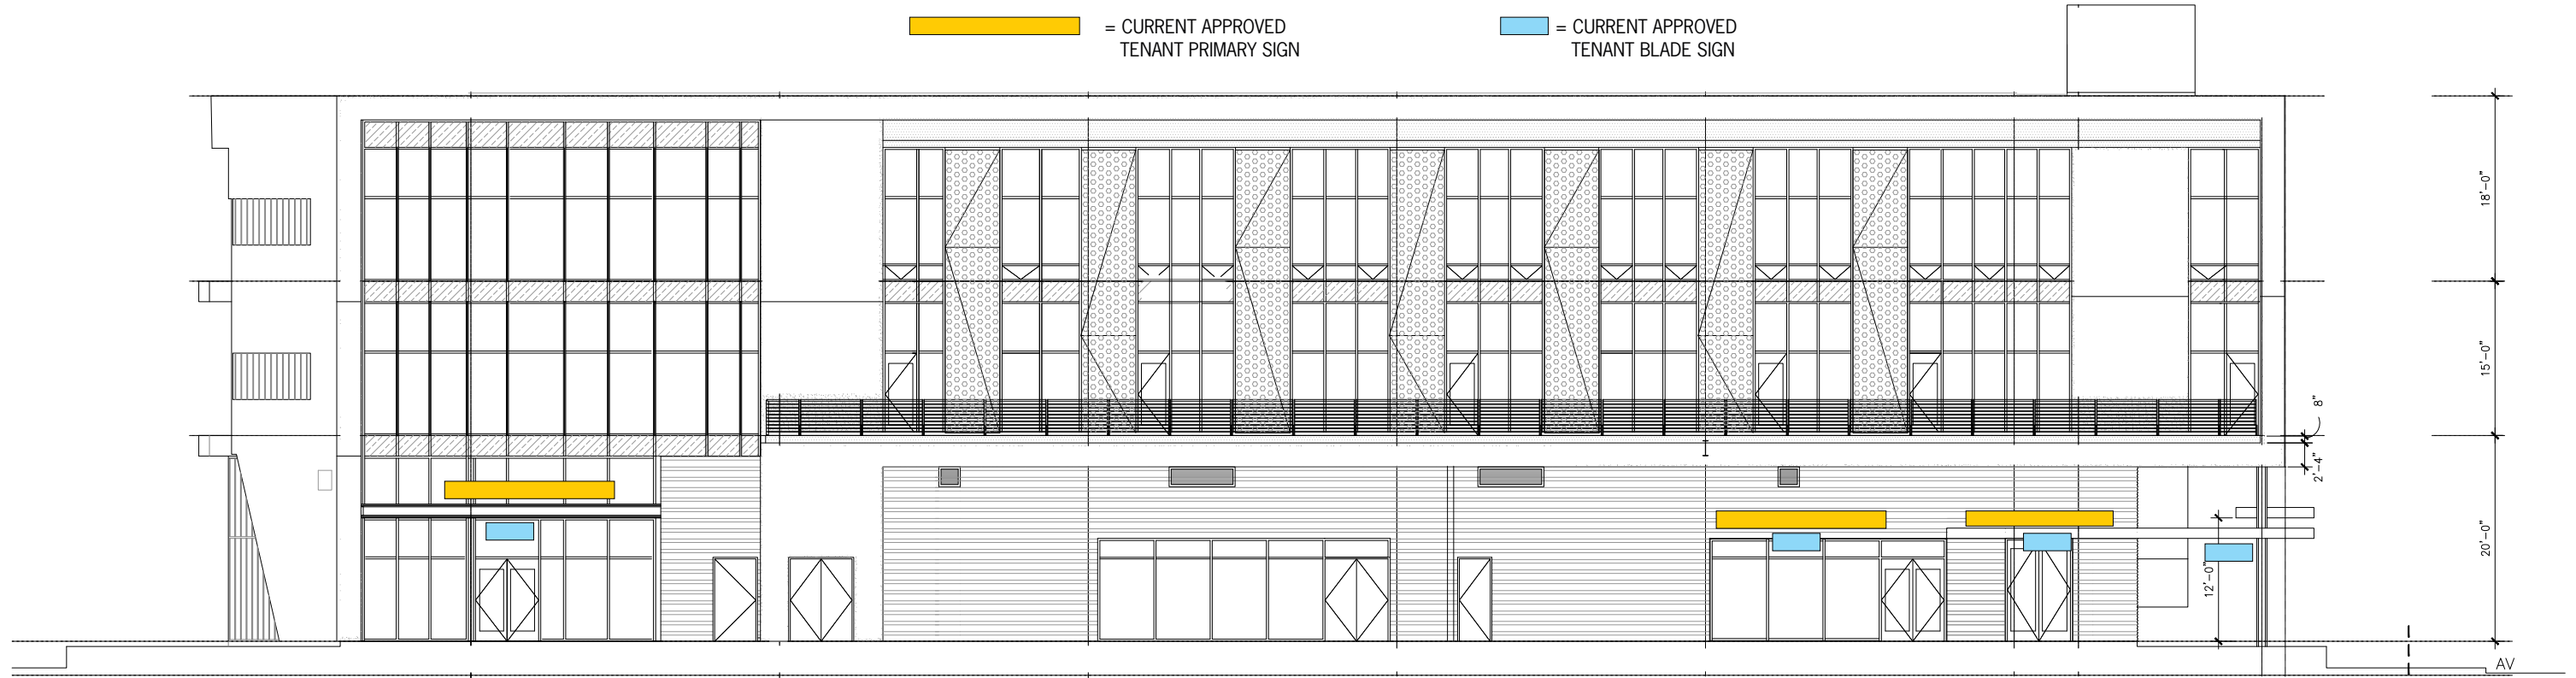 = CURRENT APPROVED
TENANT PRIMARY SIGN
= CURRENT APPROVED
TENANT BLADE SIGN
18'-0"
15'-0"
8"
2'-4"
20'-0"
12'-0"
AV